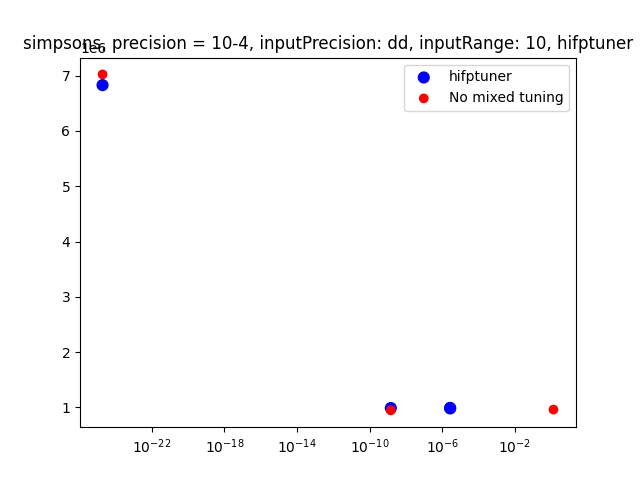 simpsons, precision = 10-4, inputPrecision: dd, inputRange: 10, hifptuner
1e6
hifptuner
No mixed tuning
7
6
5
4
3
2
1
10⁻²² 10⁻¹⁸ 10⁻¹⁴ 10⁻¹⁰ 10⁻⁶ 10⁻²